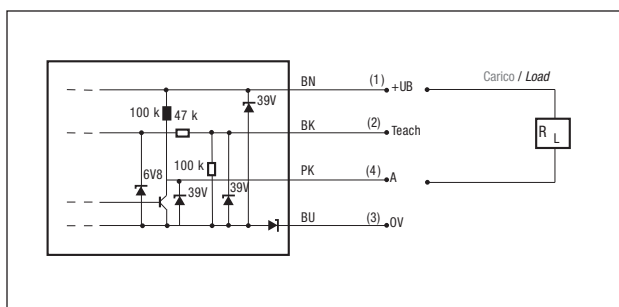 BN (1) +UB Carico / Load
100 k 47 k 39V
BK (2) Teach R L
100 k
6V8 PK (4) A
39V 39V
BU (3) 0V